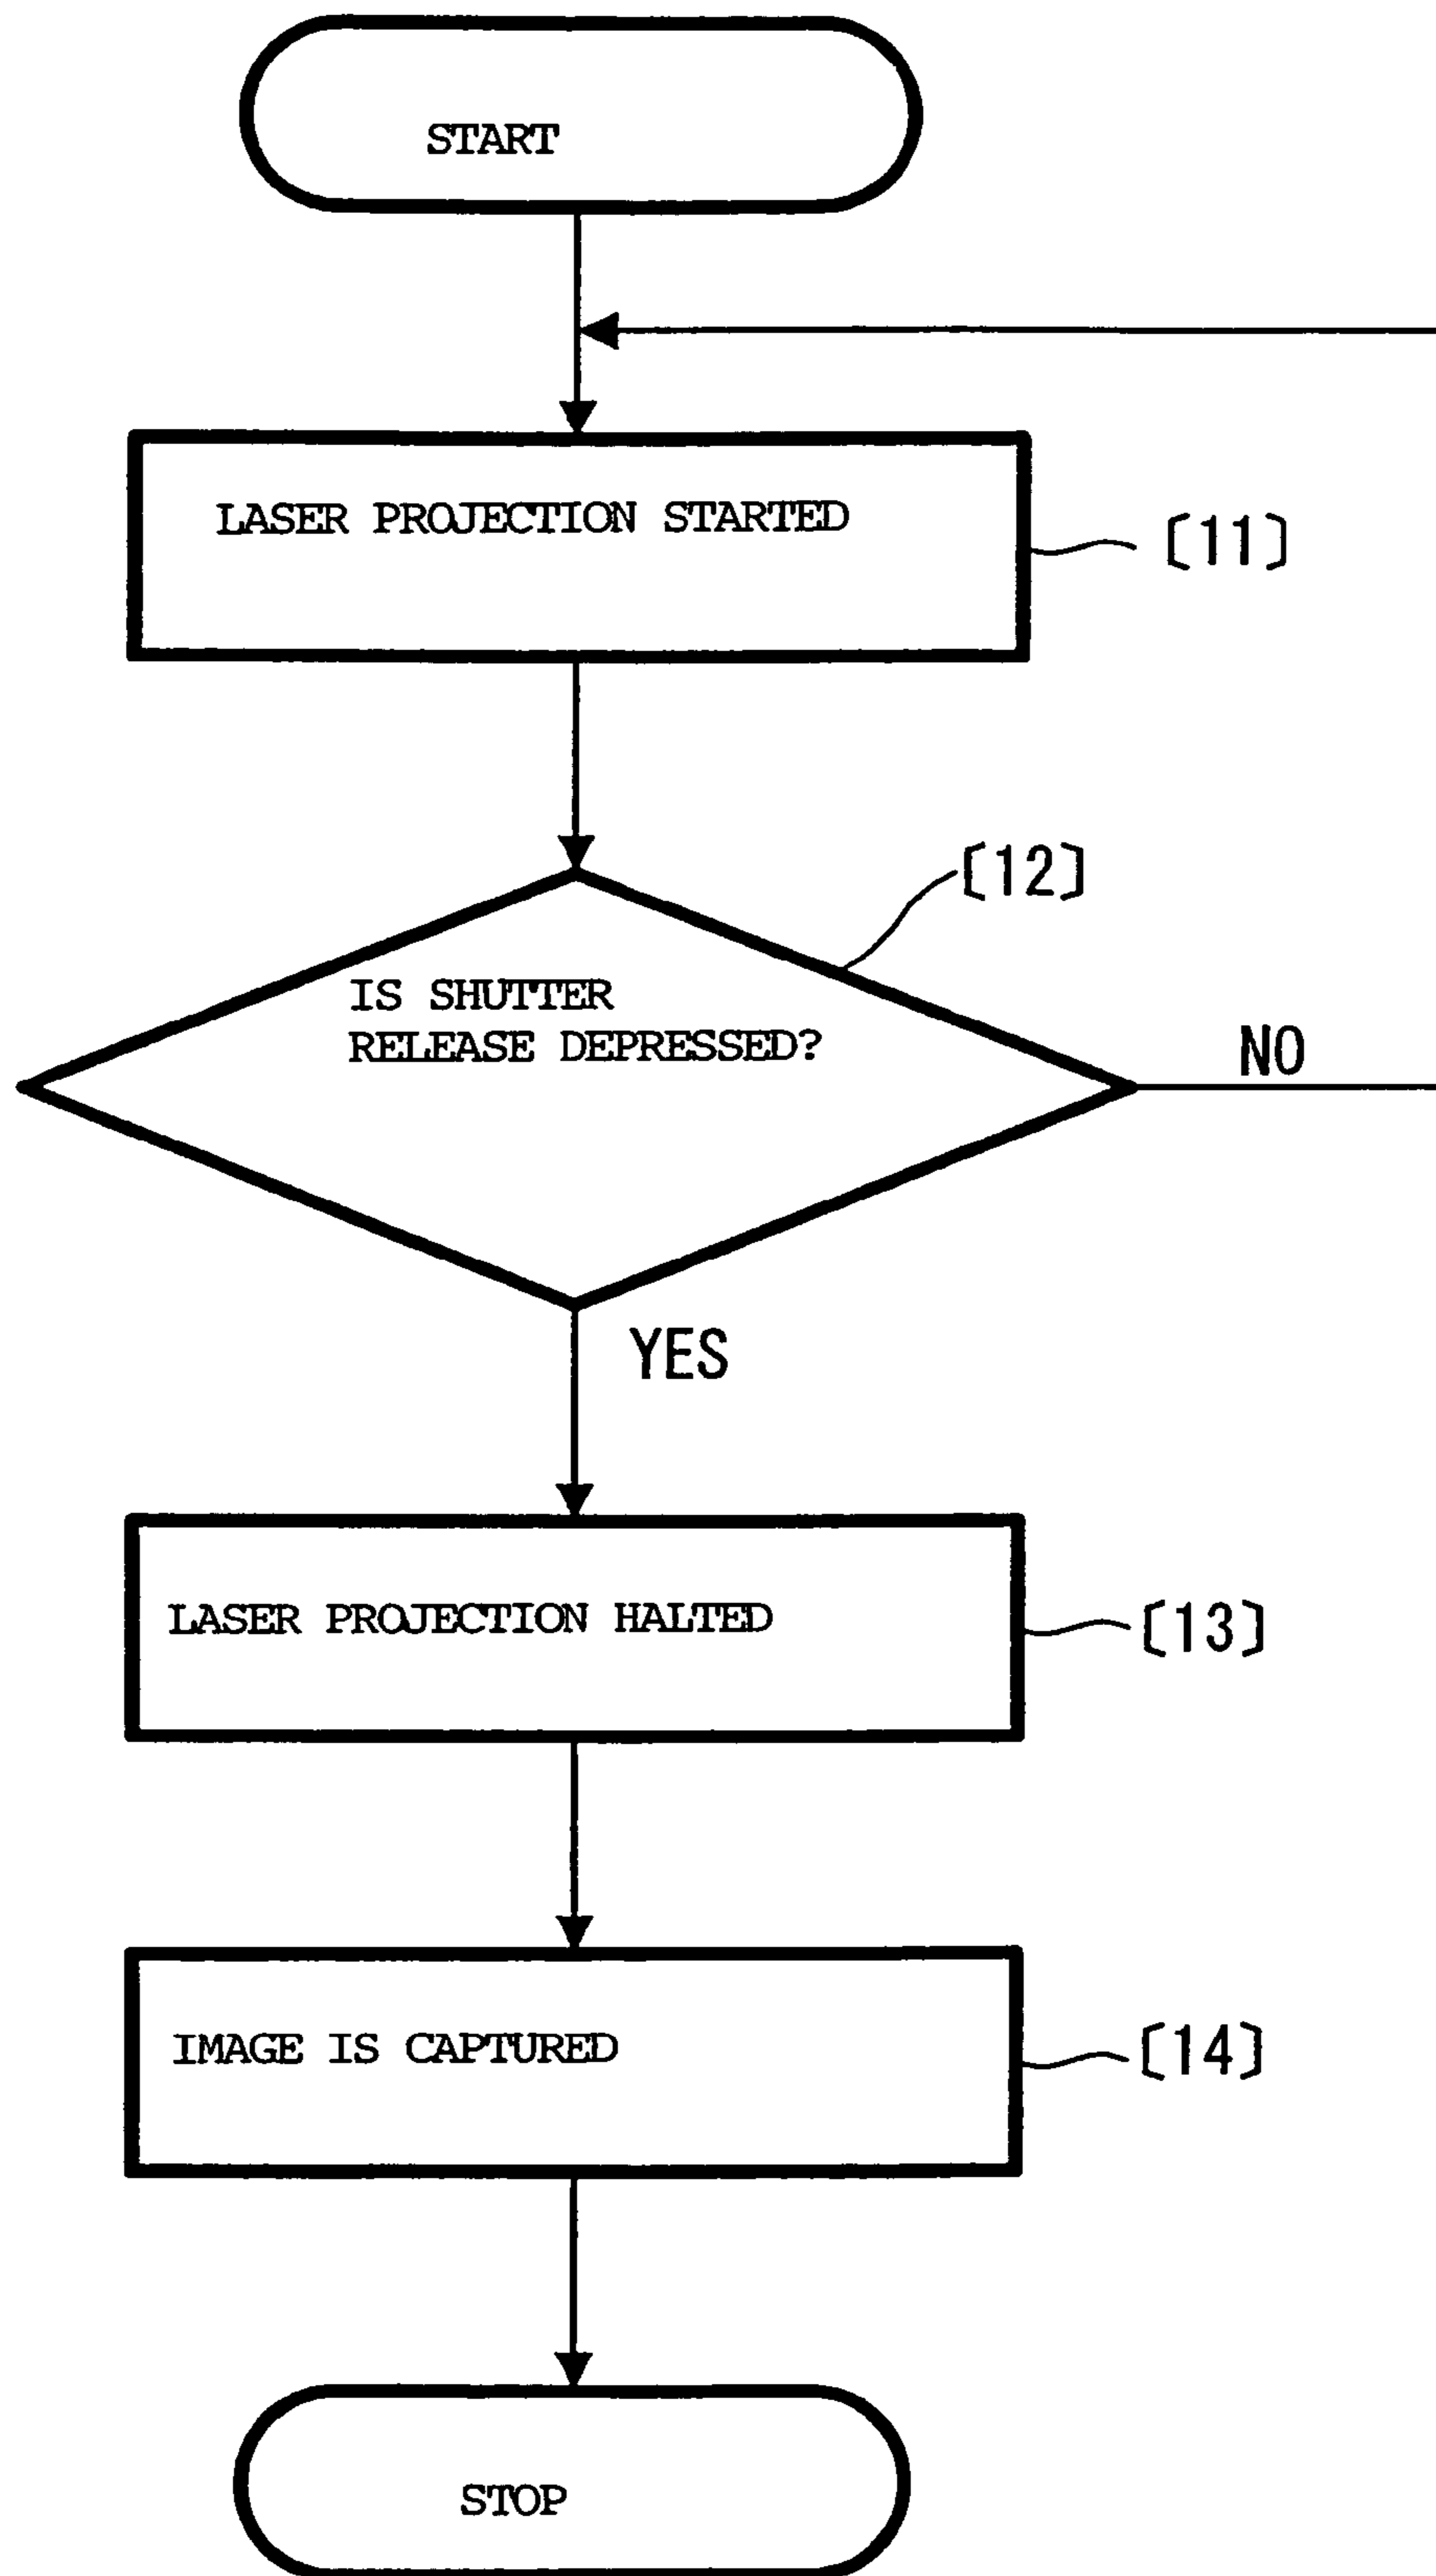 START
LASER PROJECTION STARTED
〔11〕
〔12〕
IS SHUTTER
RELEASE DEPRESSED?
NO
YES
LASER PROJECTION HALTED
〔13〕
IMAGE IS CAPTURED
〔14〕
STOP